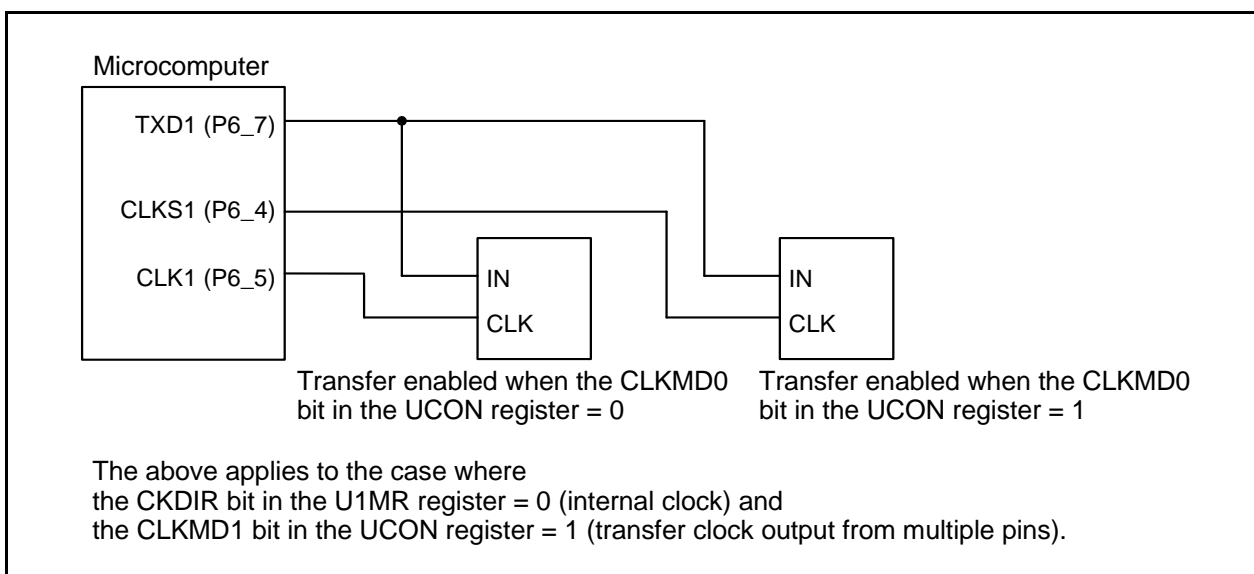 Microcomputer
TXD1 (P6_7)
CLKS1 (P6_4)
CLK1 (P6_5)
IN
CLK
IN
CLK
Transfer enabled when the CLKMD0
bit in the UCON register = 0
Transfer enabled when the CLKMD0
bit in the UCON register = 1
The above applies to the case where
the CKDIR bit in the U1MR register = 0 (internal clock) and
the CLKMD1 bit in the UCON register = 1 (transfer clock output from multiple pins).